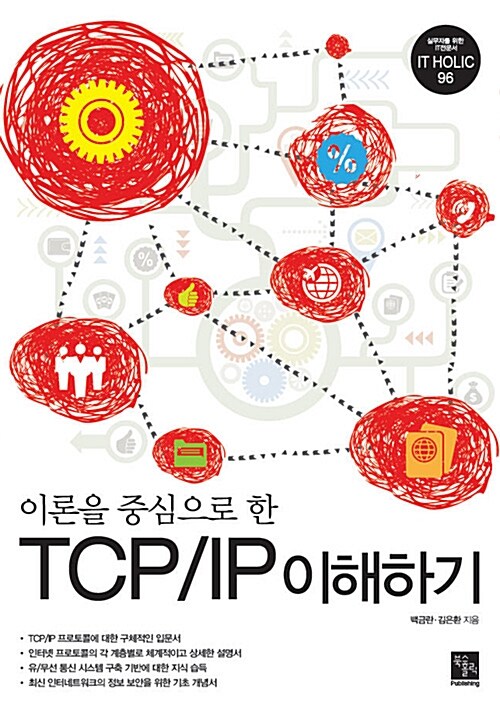 실무자를 위한
IT전문서
IT HOLIC
96
%
이론을 중심으로 한
TCP/IP 이해하기
백금란·김은환 지음
• TCP/IP 프로토콜에 대한 구체적인 입문서
• 인터넷 프로토콜의 각 계층별로 체계적이고 상세한 설명서
• 유/무선 통신 시스템 구축 기반에 대한 지식 습득
• 최신 인터네트워크의 정보 보안을 위한 기초 개념서
북스홀릭
Publishing